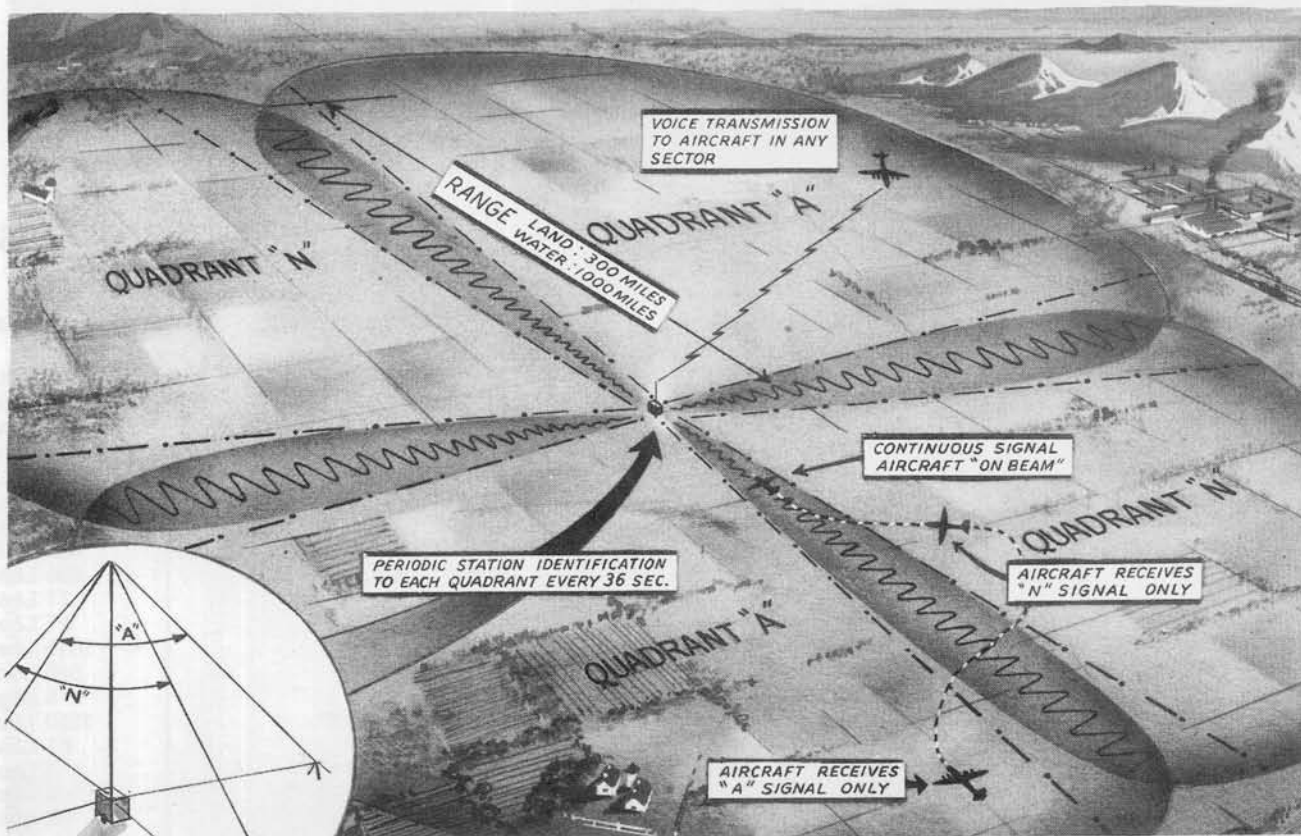 VOICE TRANSMISSION
TO AIRCRAFT IN ANY
SECTOR
QUADRANT "A"
RANGE LAND: 300 MILES
WATER: 1000 MILES
QUADRANT "N"
CONTINUOUS SIGNAL
AIRCRAFT "ON BEAM"
QUADRANT "N"
PERIODIC STATION IDENTIFICATION
TO EACH QUADRANT EVERY 36 SEC.
AIRCRAFT RECEIVES
"N" SIGNAL ONLY
"A"
"N"
QUADRANT "A"
AIRCRAFT RECEIVES
"A" SIGNAL ONLY